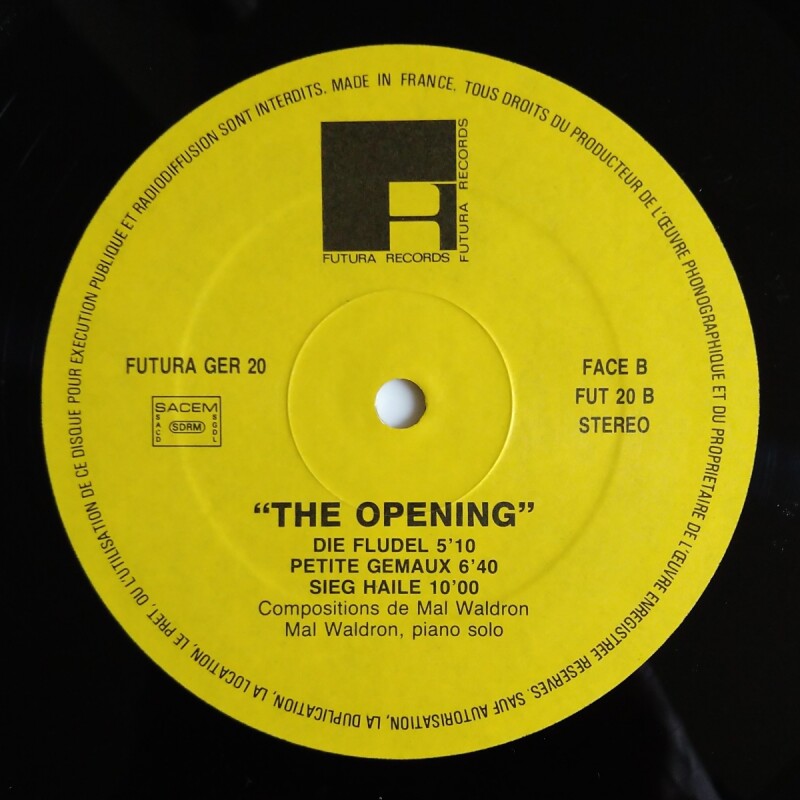 TOUS DROITS DU PRODUCTEUR DE L'ŒUVRE PHONOGRAPHIQUE ET DU PROPRIETAIRE DE L'ŒUVRE ENREGISTREE RESERVES. SAUF AUTORISATION, LA DUPLICATION, LA LOCATION, LE PRET, OU L'UTILISATION DE CE DISQUE POUR EXECUTION PUBLIQUE ET RADIODIFFUSION SONT INTERDITS. MADE IN FRANCE.
FUTURA RECORDS
FUTURA RECORDS
FUTURA GER 20
SACEM
SACD
SDRM
SGDL
FACE B
FUT 20 B
STEREO
“THE OPENING”
DIE FLUDEL 5'10
PETITE GEMAUX 6'40
SIEG HAILE 10'00
Compositions de Mal Waldron
Mal Waldron, piano solo